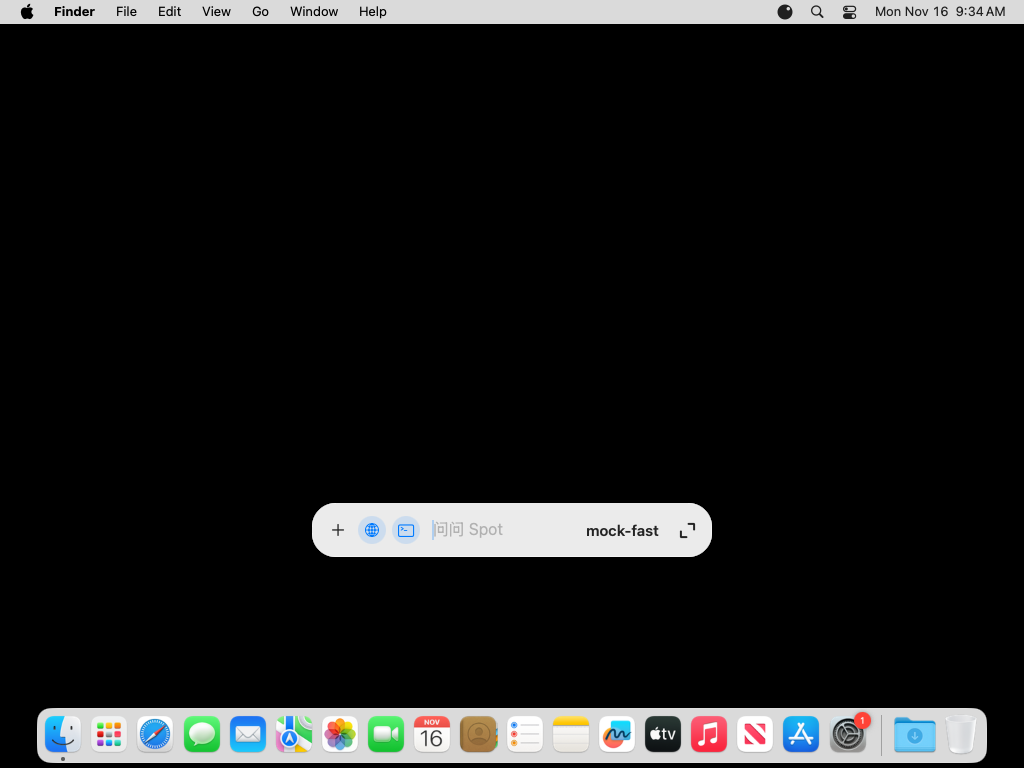 Finder File Edit View Go Window Help Mon Nov 16 9:34 AM
问问 Spot mock-fast
NOV
16
tv
1